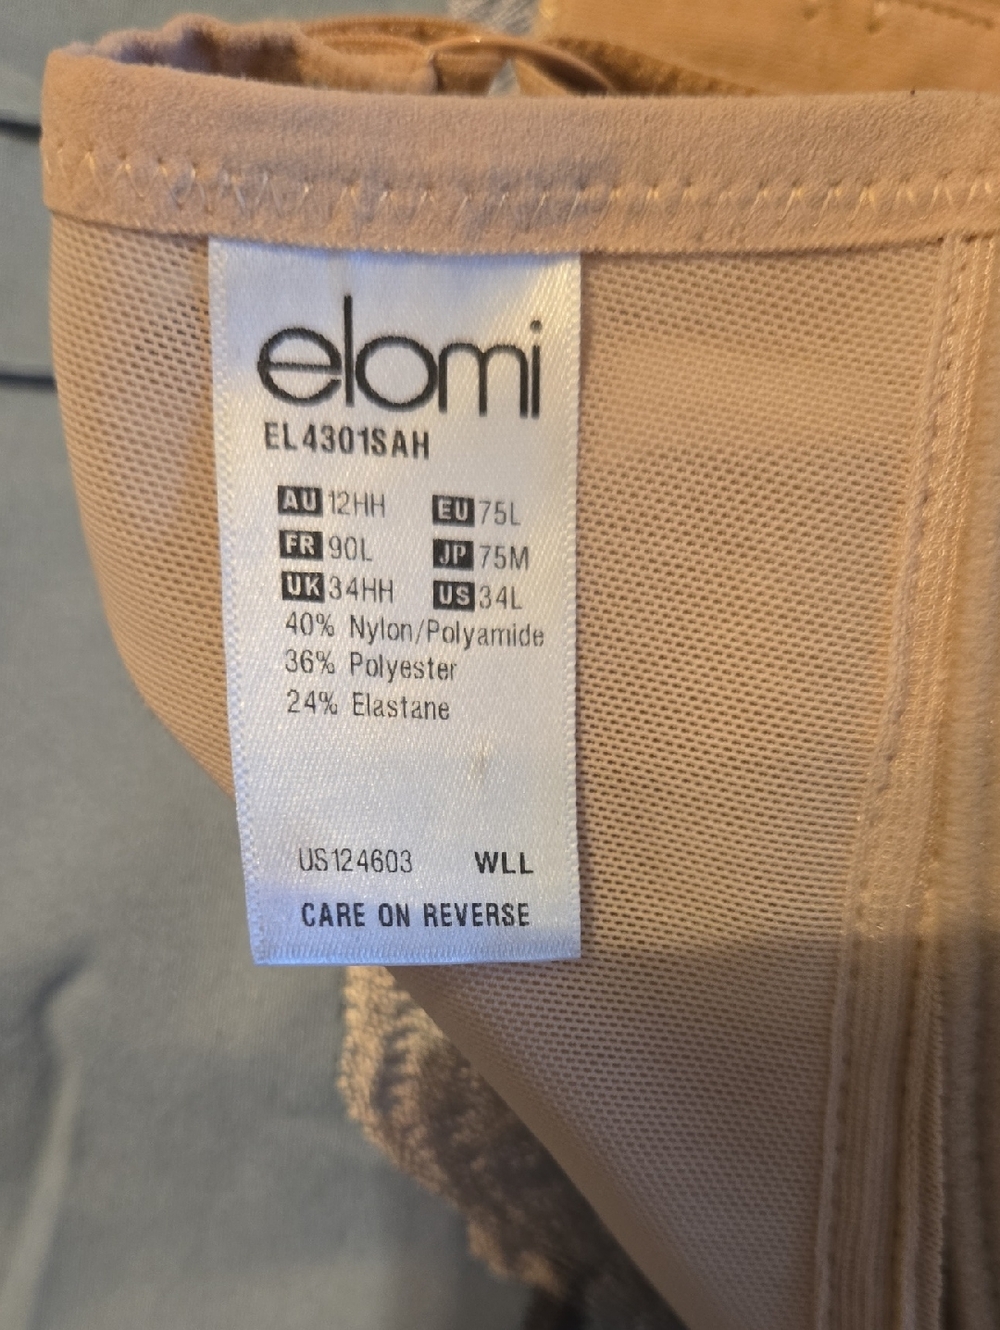 elomi
EL4301SAH
AU 12HH EU 75L
FR 90L JP 75M
UK 34HH US 34L
40% Nylon/Polyamide
36% Polyester
24% Elastane
US124603 WLL
CARE ON REVERSE